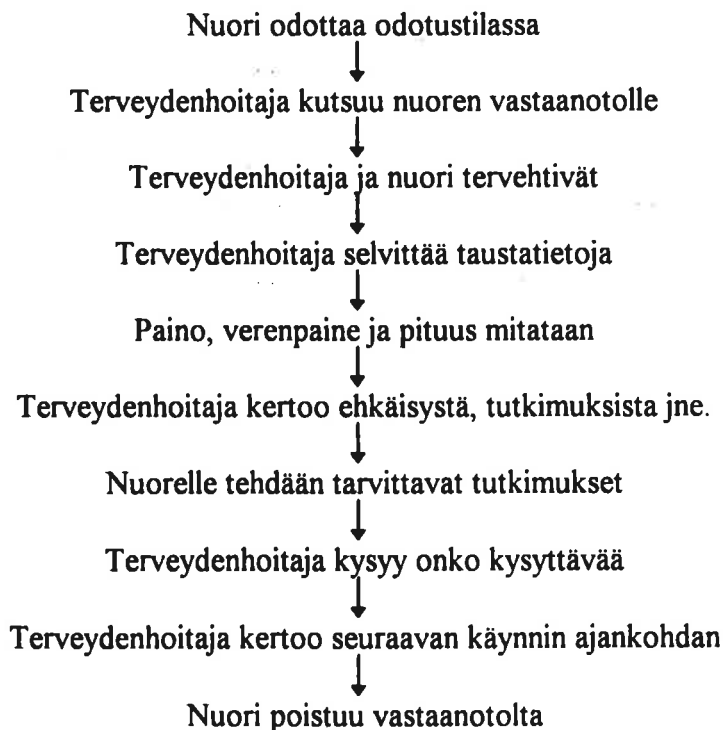 Nuori odottaa odotustilassa
Terveydenhoitaja kutsuu nuoren vastaanotolle
Terveydenhoitaja ja nuori tervehtivät
Terveydenhoitaja selvittää taustatietoja
Paino, verenpaine ja pituus mitataan
Terveydenhoitaja kertoo ehkäisystä, tutkimuksista jne.
Nuorelle tehdään tarvittavat tutkimukset
Terveydenhoitaja kysyy onko kysyttävää
Terveydenhoitaja kertoo seuraavan käynnin ajankohdan
Nuori poistuu vastaanotolta